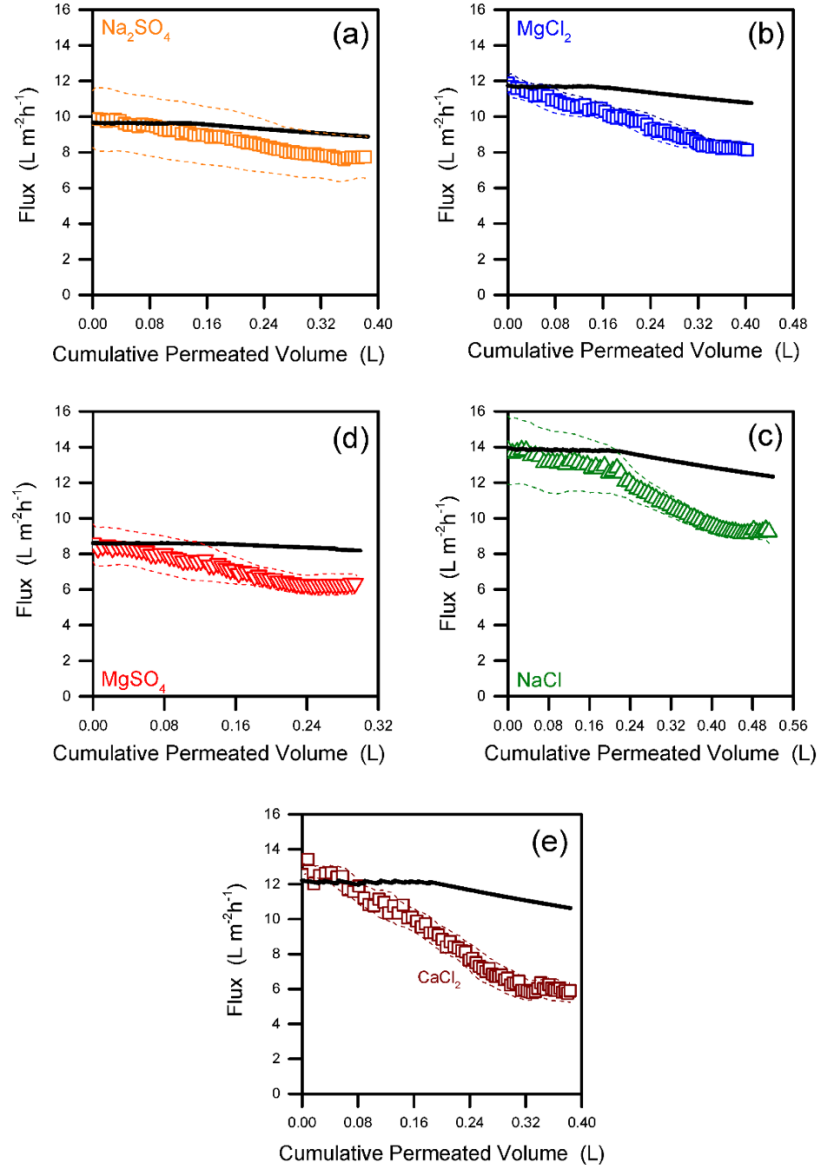 Na₂SO₄
(a)
16
14
12
10
8
6
4
2
0
Flux (L m⁻²h⁻¹)
0.00 0.08 0.16 0.24 0.32 0.40
Cumulative Permeated Volume (L)
MgCl₂
(b)
16
14
12
10
8
6
4
2
0
Flux (L m⁻²h⁻¹)
0.00 0.08 0.16 0.24 0.32 0.40 0.48
Cumulative Permeated Volume (L)
(d)
16
14
12
10
8
6
4
2
0
Flux (L m⁻²h⁻¹)
MgSO₄
0.00 0.08 0.16 0.24 0.32
Cumulative Permeated Volume (L)
(c)
16
14
12
10
8
6
4
2
0
Flux (L m⁻²h⁻¹)
NaCl
0.00 0.08 0.16 0.24 0.32 0.40 0.48 0.56
Cumulative Permeated Volume (L)
(e)
16
14
12
10
8
6
4
2
0
Flux (L m⁻²h⁻¹)
CaCl₂
0.00 0.08 0.16 0.24 0.32 0.40
Cumulative Permeated Volume (L)